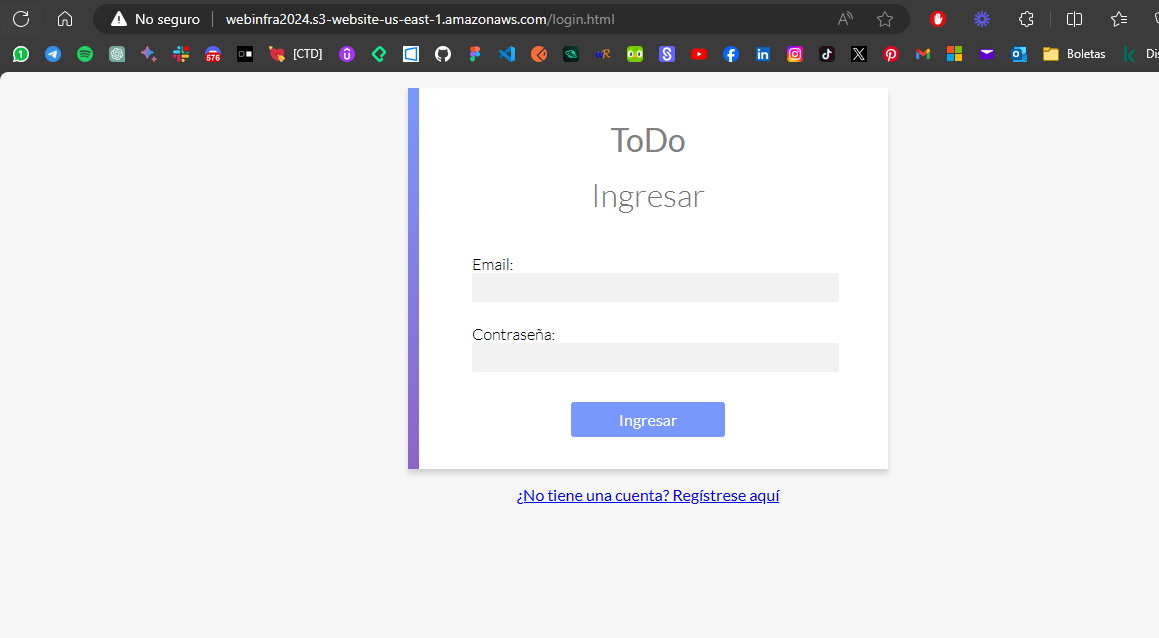 No seguro webinfra2024.s3-website-us-east-1.amazonaws.com/login.html
1 576 [CTD] Boletas
ToDo
Ingresar
Email:
Contraseña:
Ingresar
¿No tiene una cuenta? Regístrese aquí